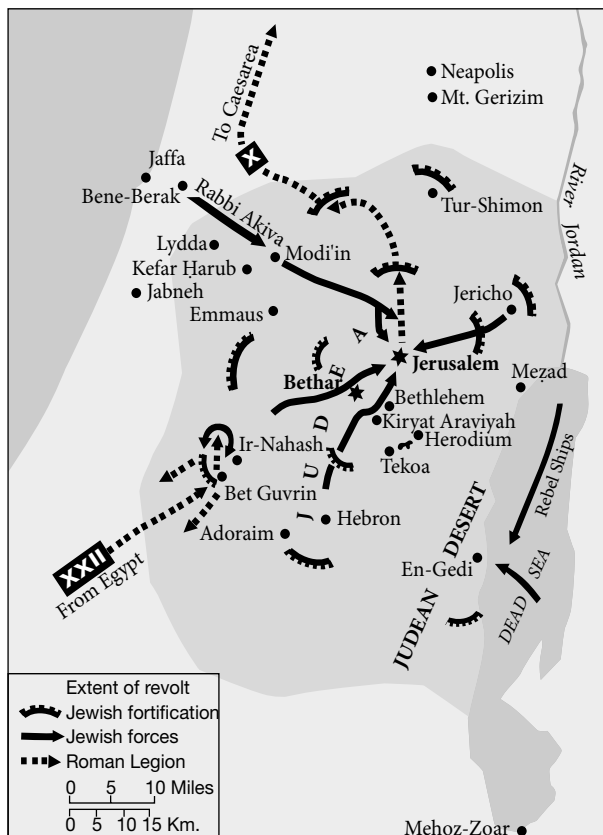 To Caesarea
Neapolis
Mt. Gerizim
X
Jaffa
Bene-Berak
Rabbi Akiva
Tur-Shimon
River Jordan
Lydda
Modi'in
Kefar Ḥarub
Jabneh
Emmaus
Jericho
Jerusalem
Bethar
JUDEA
Meẓad
Bethlehem
Kiryat Araviyah
Herodium
Tekoa
Ir-Nahash
Bet Guvrin
Rebel Ships
Hebron
Adoraim
XXII
From Egypt
En-Gedi
JUDEAN DESERT
DEAD SEA
Extent of revolt
Jewish fortification
Jewish forces
Roman Legion
0 5 10 Miles
0 5 10 15 Km.
Mehoz-Zoar